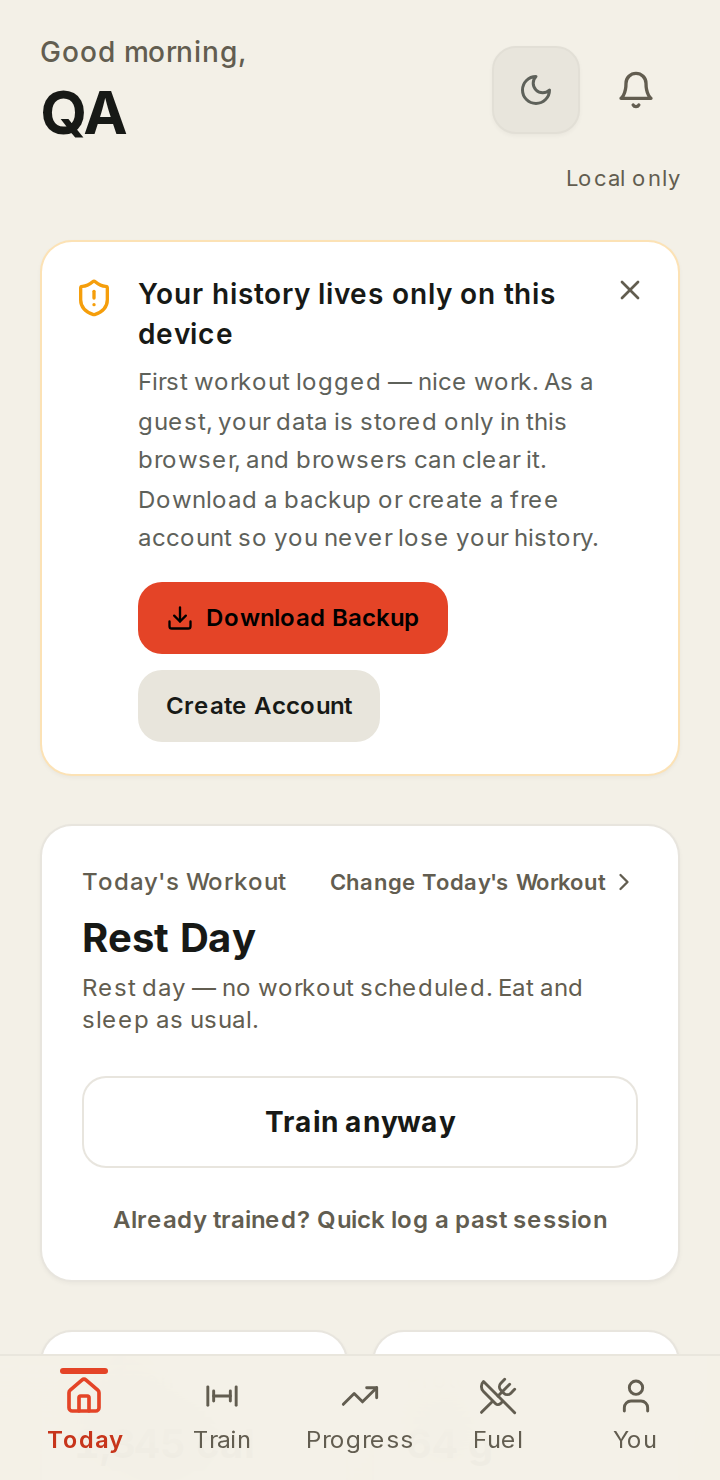 Good morning,
QA
Local only
Your history lives only on this
device
First workout logged — nice work. As a
guest, your data is stored only in this
browser, and browsers can clear it.
Download a backup or create a free
account so you never lose your history.
Download Backup
Create Account
Today's Workout
Change Today's Workout
Rest Day
Rest day — no workout scheduled. Eat and
sleep as usual.
Train anyway
Already trained? Quick log a past session
Today
Train
Progress
Fuel
You